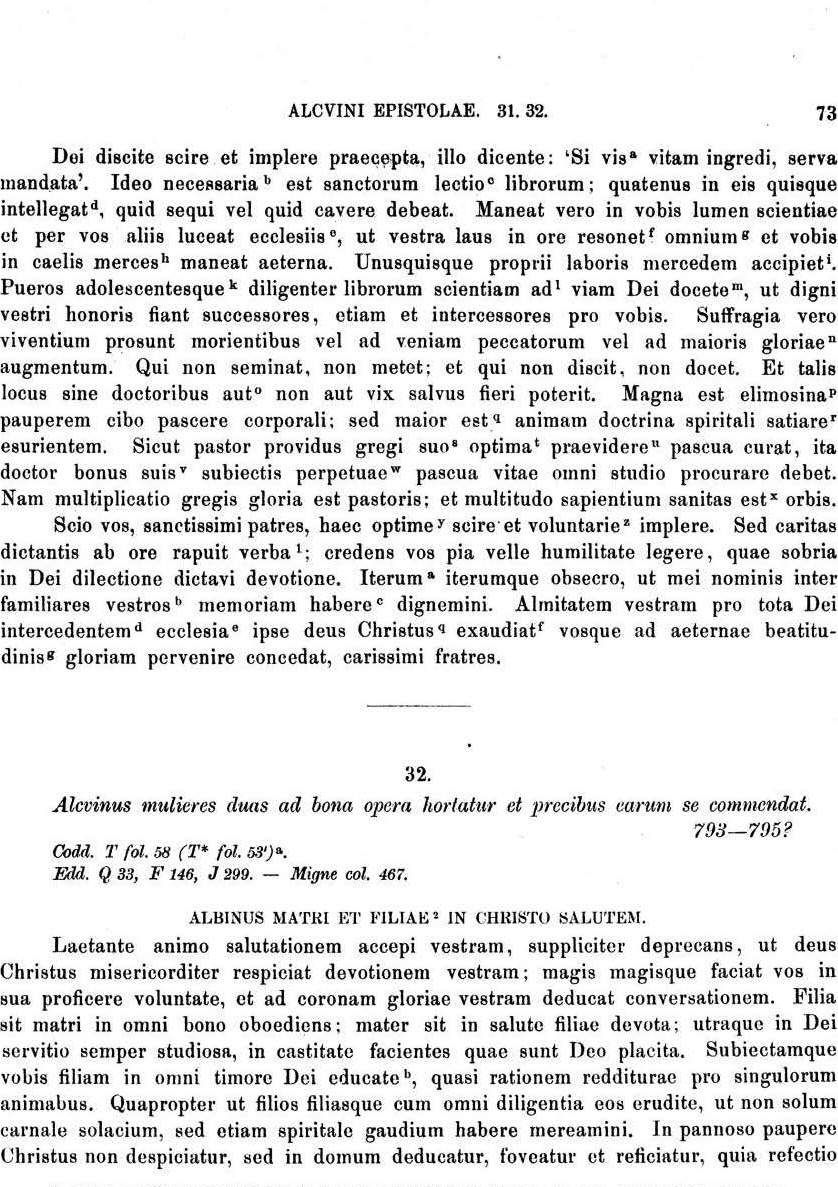 ALCVINI EPISTOLAE. 31. 32. 73
Dei discite scire et implere praecepta, illo dicente: ‘Si vis ᵃ vitam ingredi, serva
mandata’. Ideo necessaria ᵇ est sanctorum lectio ᶜ librorum; quatenus in eis quisque
intellegat ᵈ, quid sequi vel quid cavere debeat. Maneat vero in vobis lumen scientiae
et per vos aliis luceat ecclesiis ᵉ, ut vestra laus in ore resonet ᶠ omnium ᵍ et vobis
in caelis merces ʰ maneat aeterna. Unusquisque proprii laboris mercedem accipiet ⁱ.
Pueros adolescentesque ᵏ diligenter librorum scientiam ad ˡ viam Dei docete ᵐ, ut digni
vestri honoris fiant successores, etiam et intercessores pro vobis. Suffragia vero
viventium prosunt morientibus vel ad veniam peccatorum vel ad maioris gloriae ⁿ
augmentum. Qui non seminat, non metet; et qui non discit, non docet. Et talis
locus sine doctoribus aut ᵒ non aut vix salvus fieri poterit. Magna est elimosina ᵖ
pauperem cibo pascere corporali; sed maior est q animam doctrina spiritali satiare ʳ
esurientem. Sicut pastor providus gregi suo ˢ optima ᵗ praevidere ᵘ pascua curat, ita
doctor bonus suis ᵛ subiectis perpetuae ʷ pascua vitae omni studio procurare debet.
Nam multiplicatio gregis gloria est pastoris; et multitudo sapientium sanitas est ˣ orbis.
Scio vos, sanctissimi patres, haec optime ʸ scire et voluntarie ᶻ implere. Sed caritas
dictantis ab ore rapuit verba ¹; credens vos pia velle humilitate legere, quae sobria
in Dei dilectione dictavi devotione. Iterum ᵃ iterumque obsecro, ut mei nominis inter
familiares vestros ᵇ memoriam habere ᶜ dignemini. Almitatem vestram pro tota Dei
intercedentem ᵈ ecclesia ᵉ ipse deus Christus q exaudiat ᶠ vosque ad aeternae beatitu-
dinis ᵍ gloriam pervenire concedat, carissimi fratres.
32.
Alcvinus mulieres duas ad bona opera hortatur et precibus earum se commendat.
793—795?
Codd. T fol. 58 (T* fol. 53') ᵃ.
Edd. Q 33, F 146, J 299. — Migne col. 467.
ALBINUS MATRI ET FILIAE ² IN CHRISTO SALUTEM.
Laetante animo salutationem accepi vestram, suppliciter deprecans, ut deus
Christus misericorditer respiciat devotionem vestram; magis magisque faciat vos in
sua proficere voluntate, et ad coronam gloriae vestram deducat conversationem. Filia
sit matri in omni bono oboediens; mater sit in salute filiae devota; utraque in Dei
servitio semper studiosa, in castitate facientes quae sunt Deo placita. Subiectamque
vobis filiam in omni timore Dei educate ᵇ, quasi rationem redditurae pro singulorum
animabus. Quapropter ut filios filiasque cum omni diligentia eos erudite, ut non solum
carnale solacium, sed etiam spiritale gaudium habere mereamini. In pannoso paupere
Christus non despiciatur, sed in domum deducatur, foveatur et reficiatur, quia refectio